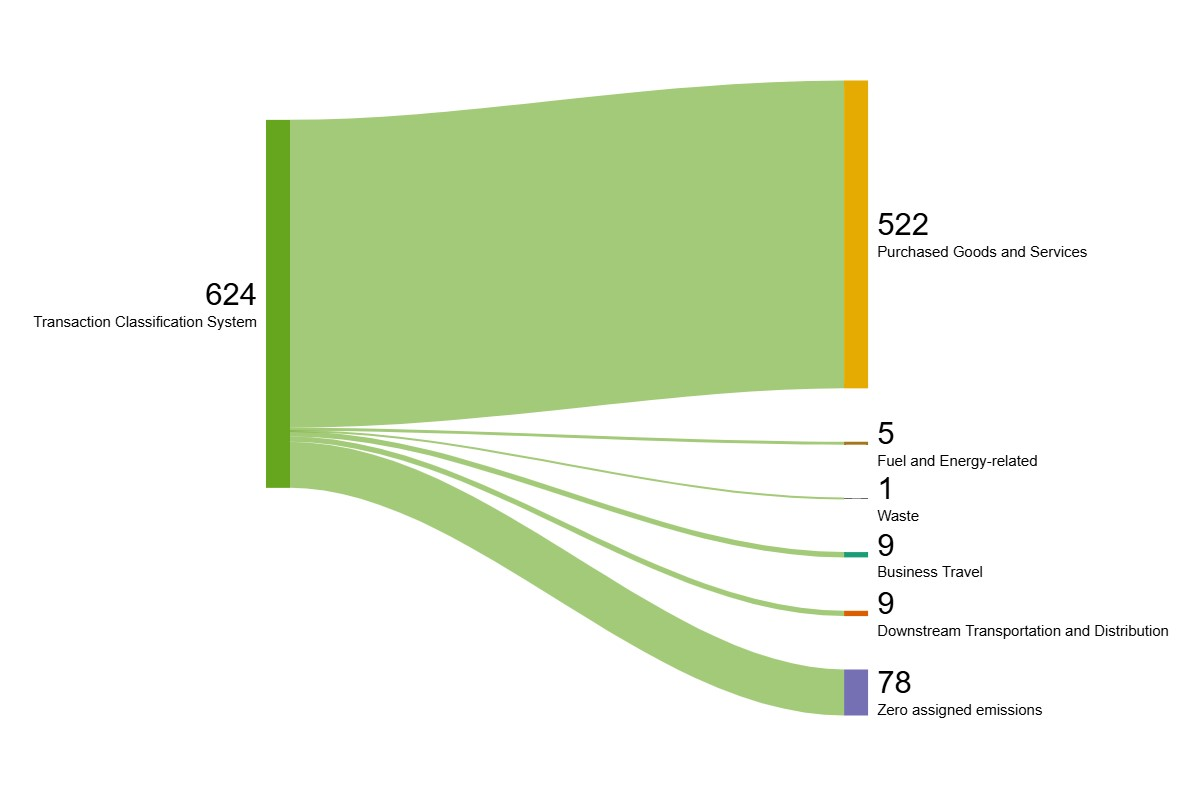 624
Transaction Classification System
522
Purchased Goods and Services
5
Fuel and Energy-related
1
Waste
9
Business Travel
9
Downstream Transportation and Distribution
78
Zero assigned emissions